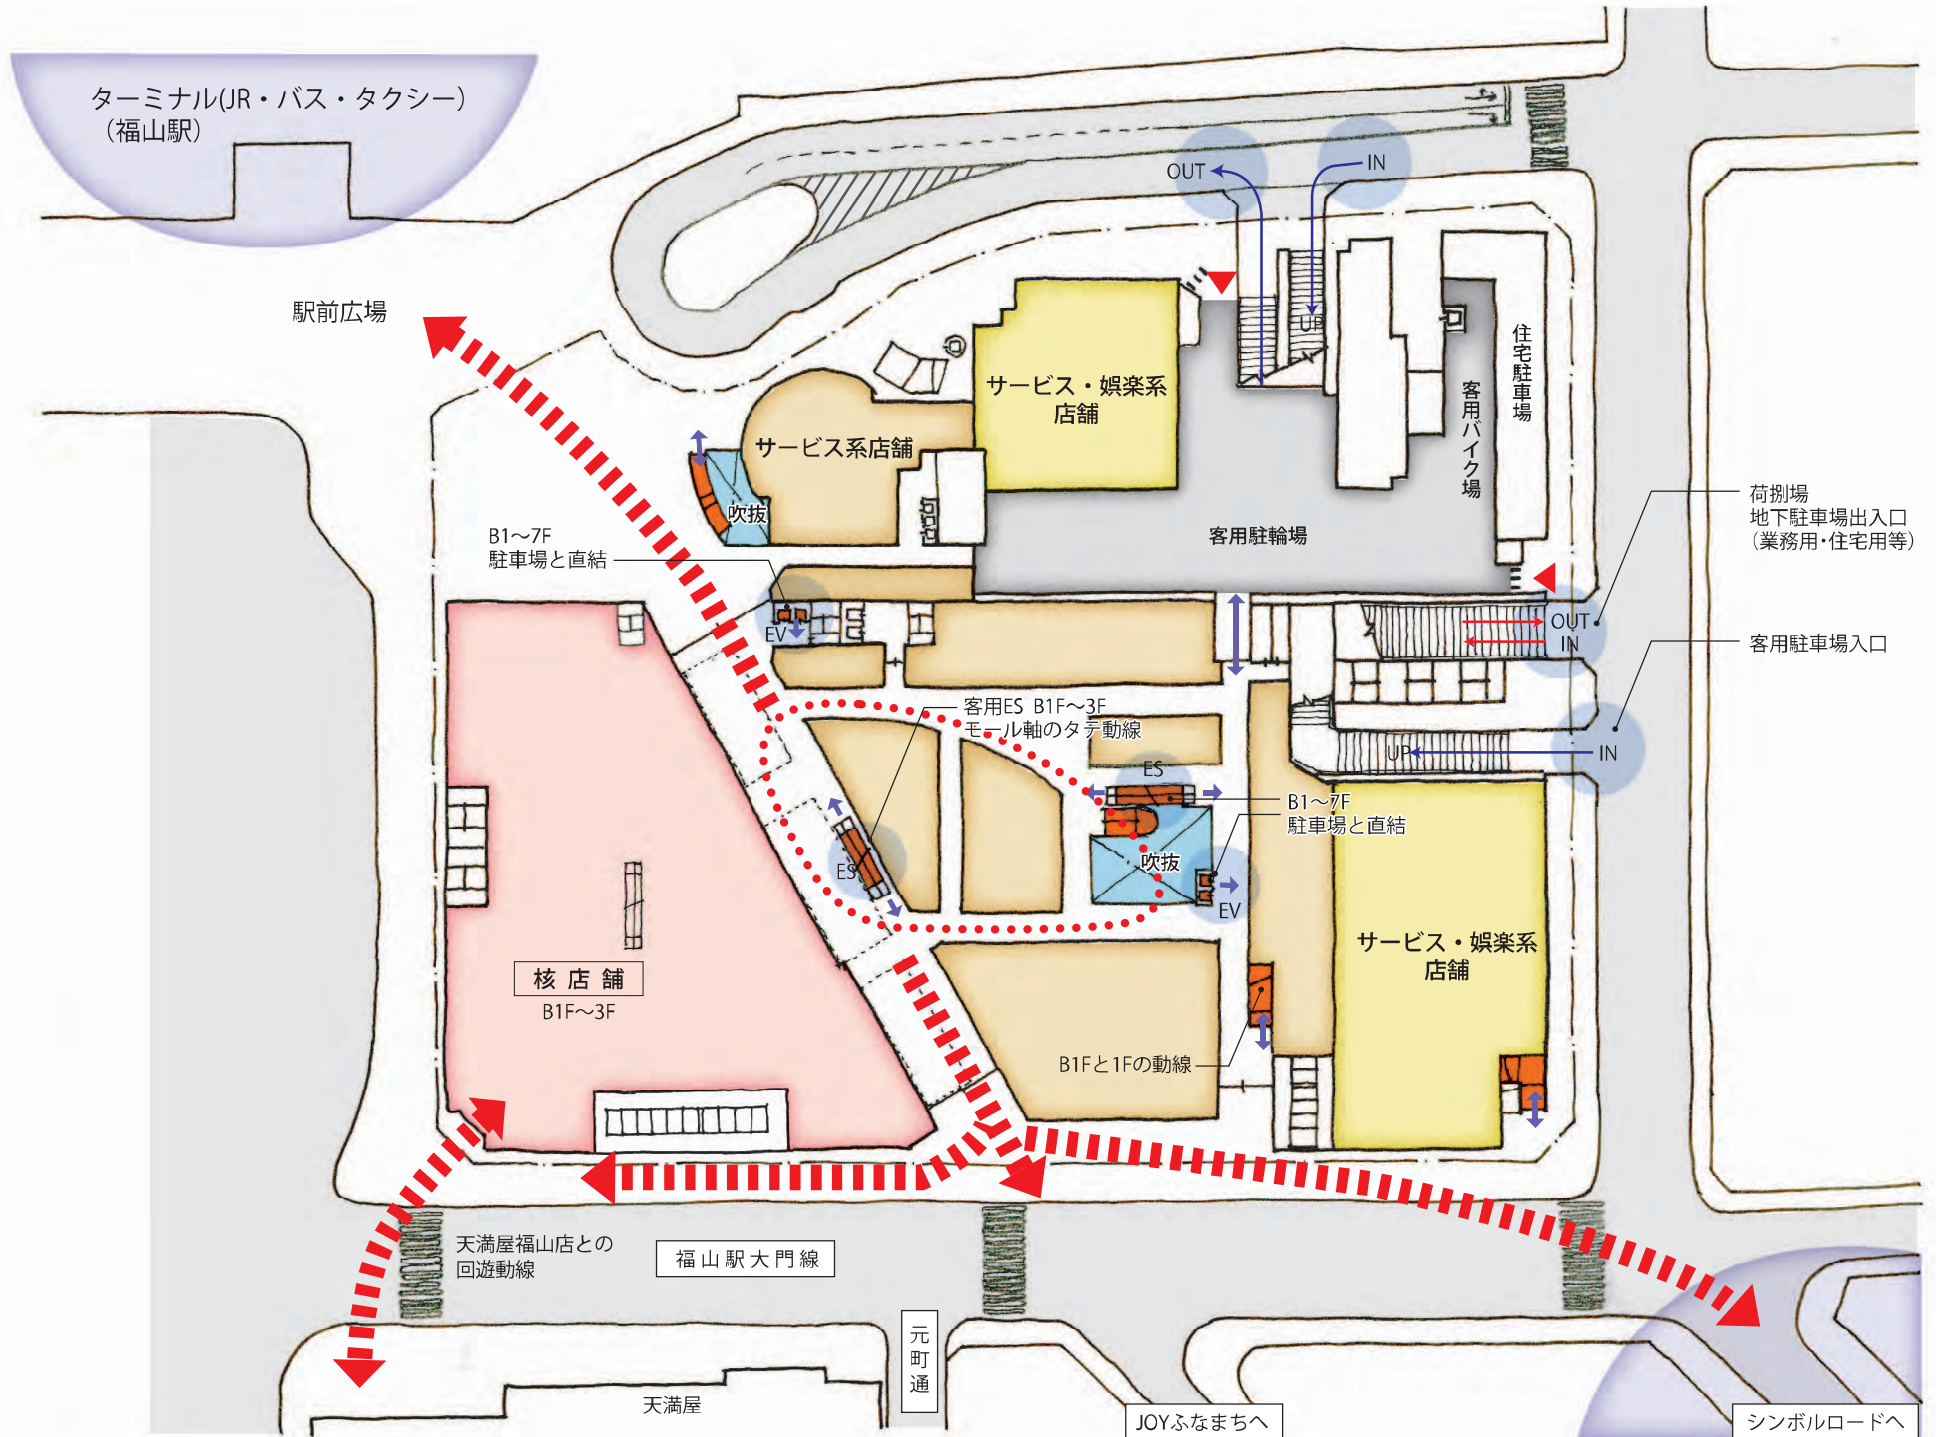 ターミナル(JR・バス・タクシー)
（福山駅）
駅前広場
OUT
IN
UP
サービス・娯楽系
店舗
サービス系店舗
吹抜
住宅駐車場
客用バイク場
客用駐輪場
荷捌場
地下駐車場出入口
（業務用・住宅用等）
B1～7F
駐車場と直結
EV
OUT
IN
客用駐車場入口
客用ES B1F～3F
モール軸のタテ動線
UP
IN
ES
B1～7F
駐車場と直結
吹抜
ES
EV
サービス・娯楽系
店舗
核店舗
B1F～3F
B1Fと1Fの動線
天満屋福山店との
回遊動線
福山駅大門線
元町通
天満屋
JOYふなまちへ
シンボルロードへ